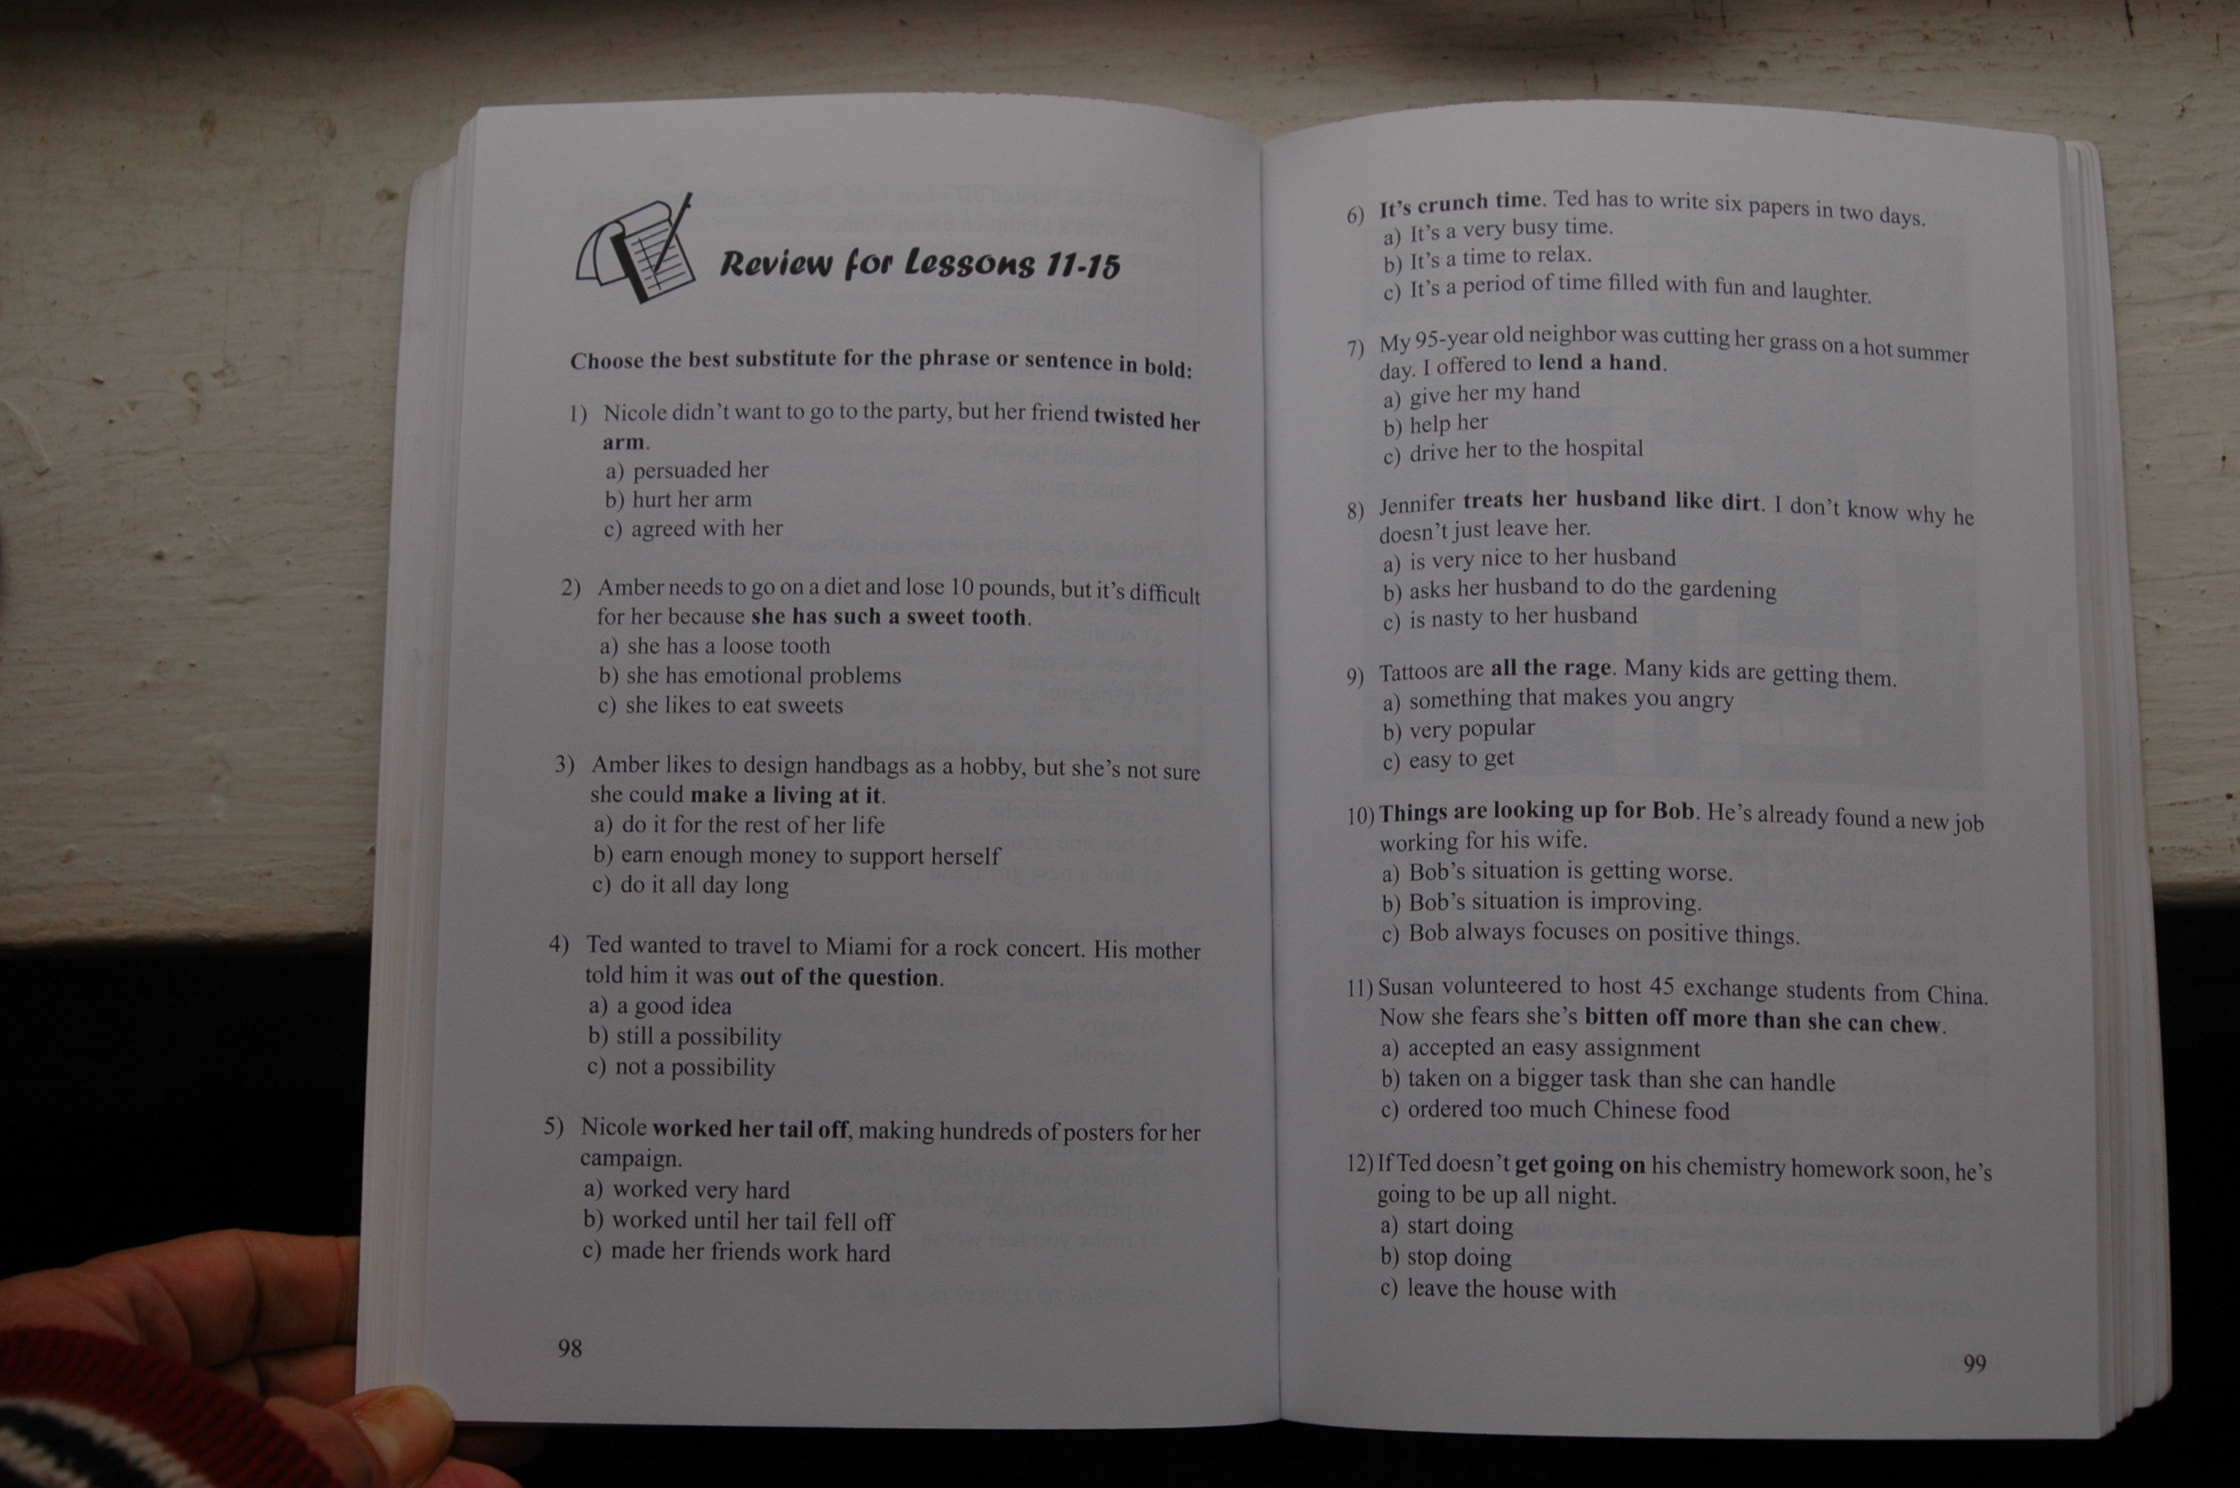 Review for Lessons 11-15
Choose the best substitute for the phrase or sentence in bold:
1) Nicole didn't want to go to the party, but her friend twisted her
arm.
a) persuaded her
b) hurt her arm
c) agreed with her
2) Amber needs to go on a diet and lose 10 pounds, but it's difficult
for her because she has such a sweet tooth.
a) she has a loose tooth
b) she has emotional problems
c) she likes to eat sweets
3) Amber likes to design handbags as a hobby, but she's not sure
she could make a living at it.
a) do it for the rest of her life
b) earn enough money to support herself
c) do it all day long
4) Ted wanted to travel to Miami for a rock concert. His mother
told him it was out of the question.
a) a good idea
b) still a possibility
c) not a possibility
5) Nicole worked her tail off, making hundreds of posters for her
campaign.
a) worked very hard
b) worked until her tail fell off
c) made her friends work hard
98
6) It's crunch time. Ted has to write six papers in two days.
a) It's a very busy time.
b) It's a time to relax.
c) It's a period of time filled with fun and laughter.
7) My 95-year old neighbor was cutting her grass on a hot summer
day. I offered to lend a hand.
a) give her my hand
b) help her
c) drive her to the hospital
8) Jennifer treats her husband like dirt. I don't know why he
doesn't just leave her.
a) is very nice to her husband
b) asks her husband to do the gardening
c) is nasty to her husband
9) Tattoos are all the rage. Many kids are getting them.
a) something that makes you angry
b) very popular
c) easy to get
10) Things are looking up for Bob. He's already found a new job
working for his wife.
a) Bob's situation is getting worse.
b) Bob's situation is improving.
c) Bob always focuses on positive things.
11) Susan volunteered to host 45 exchange students from China.
Now she fears she's bitten off more than she can chew.
a) accepted an easy assignment
b) taken on a bigger task than she can handle
c) ordered too much Chinese food
12) If Ted doesn't get going on his chemistry homework soon, he's
going to be up all night.
a) start doing
b) stop doing
c) leave the house with
99